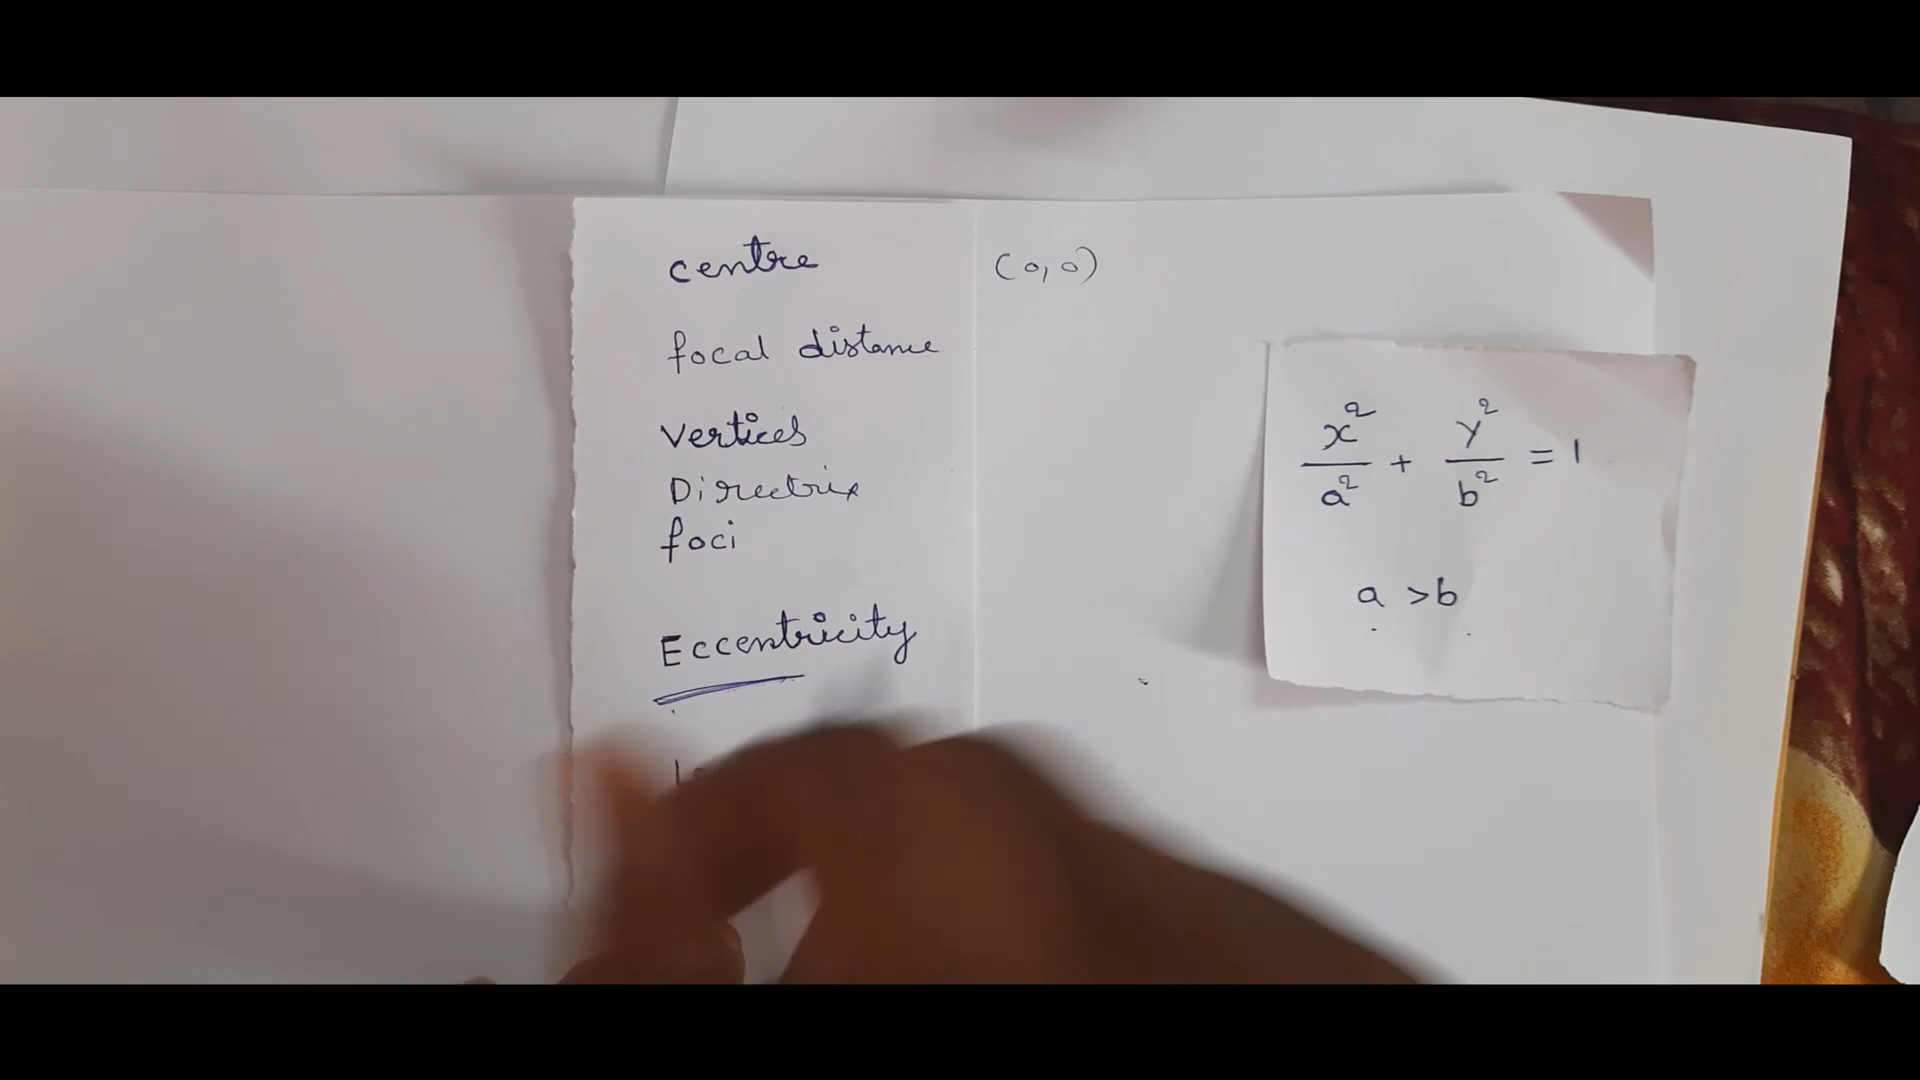 centre (0,0)
focal distance
Vertices
Directrix
foci
Eccentricity
x²/a² + y²/b² = 1
a > b